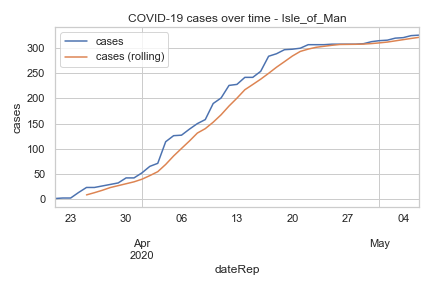 COVID-19 cases over time - Isle_of_Man
cases
cases (rolling)
300
250
200
150
100
50
0
cases
23 30 06 13 20 27 04
Apr May
2020
dateRep